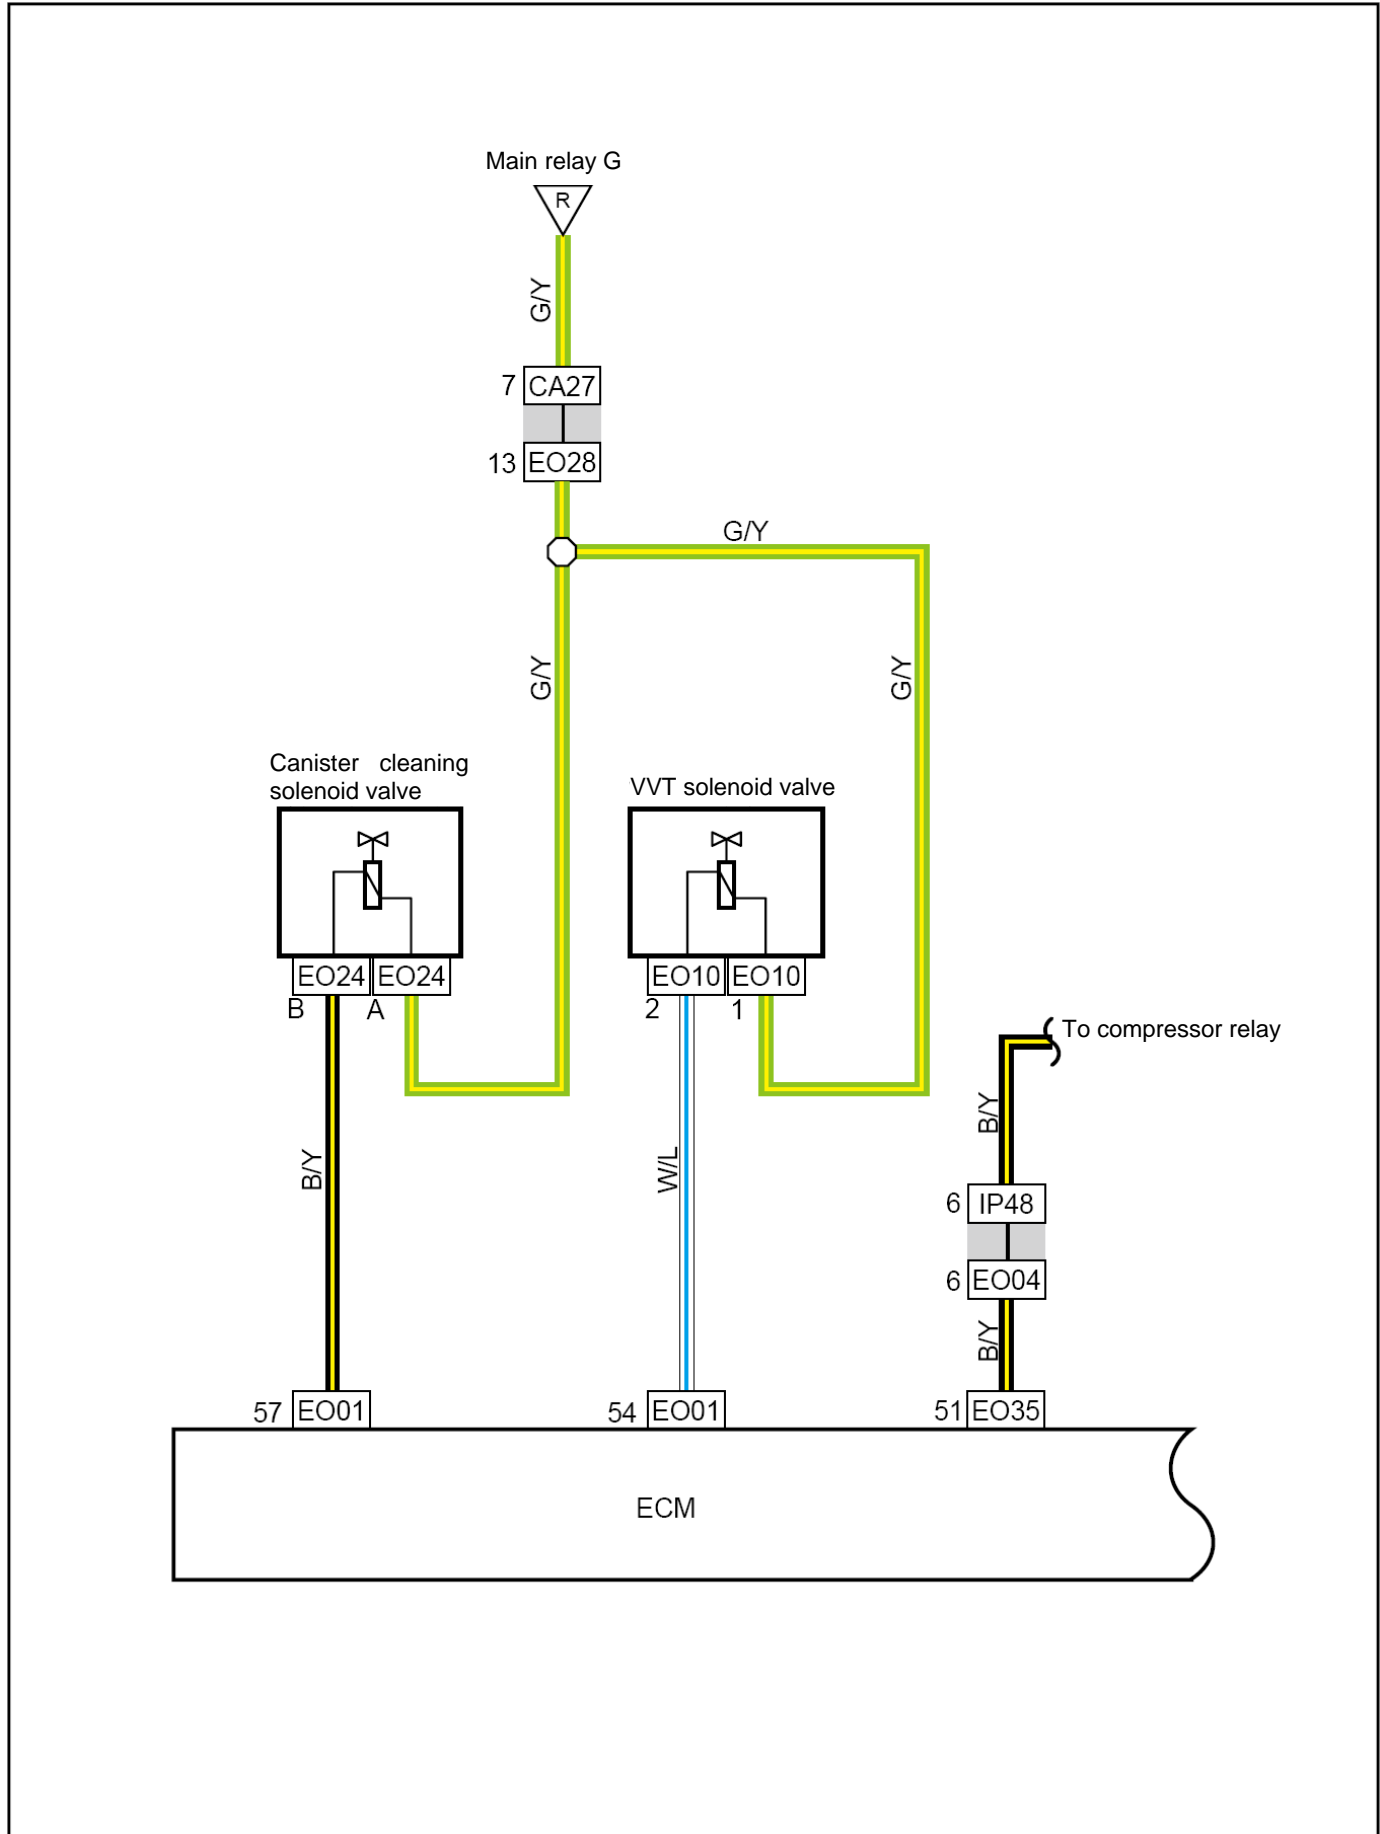 Main relay G
R
G/Y
7 CA27
13 EO28
G/Y
G/Y
G/Y
Canister cleaning
solenoid valve
VVT solenoid valve
EO24 EO24
B A
EO10 EO10
2 1
To compressor relay
B/Y
B/Y
W/L
6 IP48
6 EO04
B/Y
57 EO01
54 EO01
51 EO35
ECM